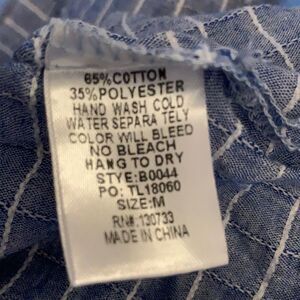 65%COTTON
35%POLYESTER
HAND WASH COLD
WATER SEPARA TELY
COLOR WILL BLEED
NO BLEACH
HANG TO DRY
STYE:B0044
PO: TL18060
SIZE:M
RN#:130733
MADE IN CHINA